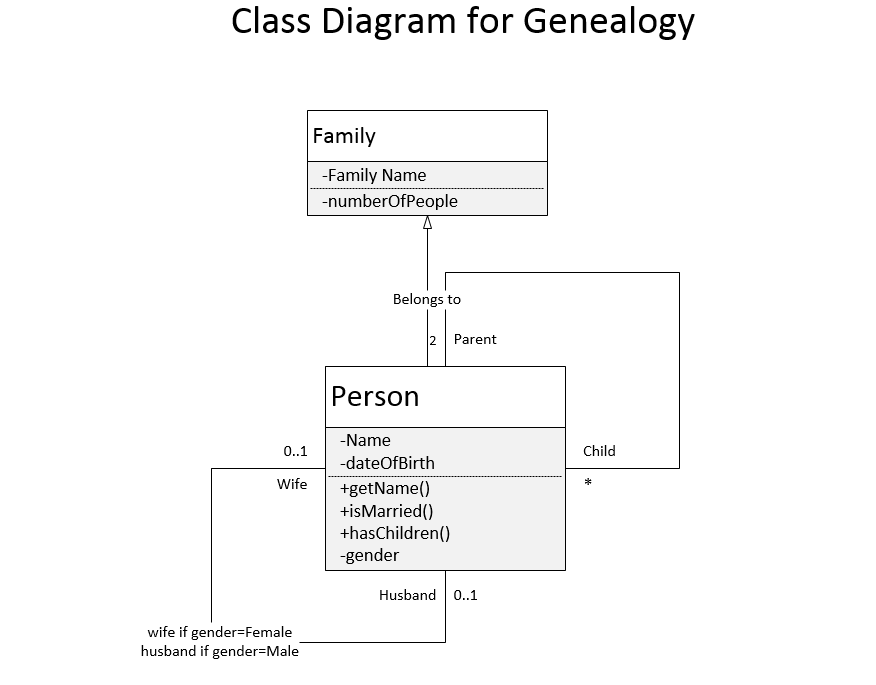 Class Diagram for Genealogy
Family
-Family Name
-numberOfPeople
Belongs to
2 Parent
Person
-Name
-dateOfBirth
+getName()
+isMarried()
+hasChildren()
-gender
0..1
Wife
Child
*
Husband 0..1
wife if gender=Female
husband if gender=Male